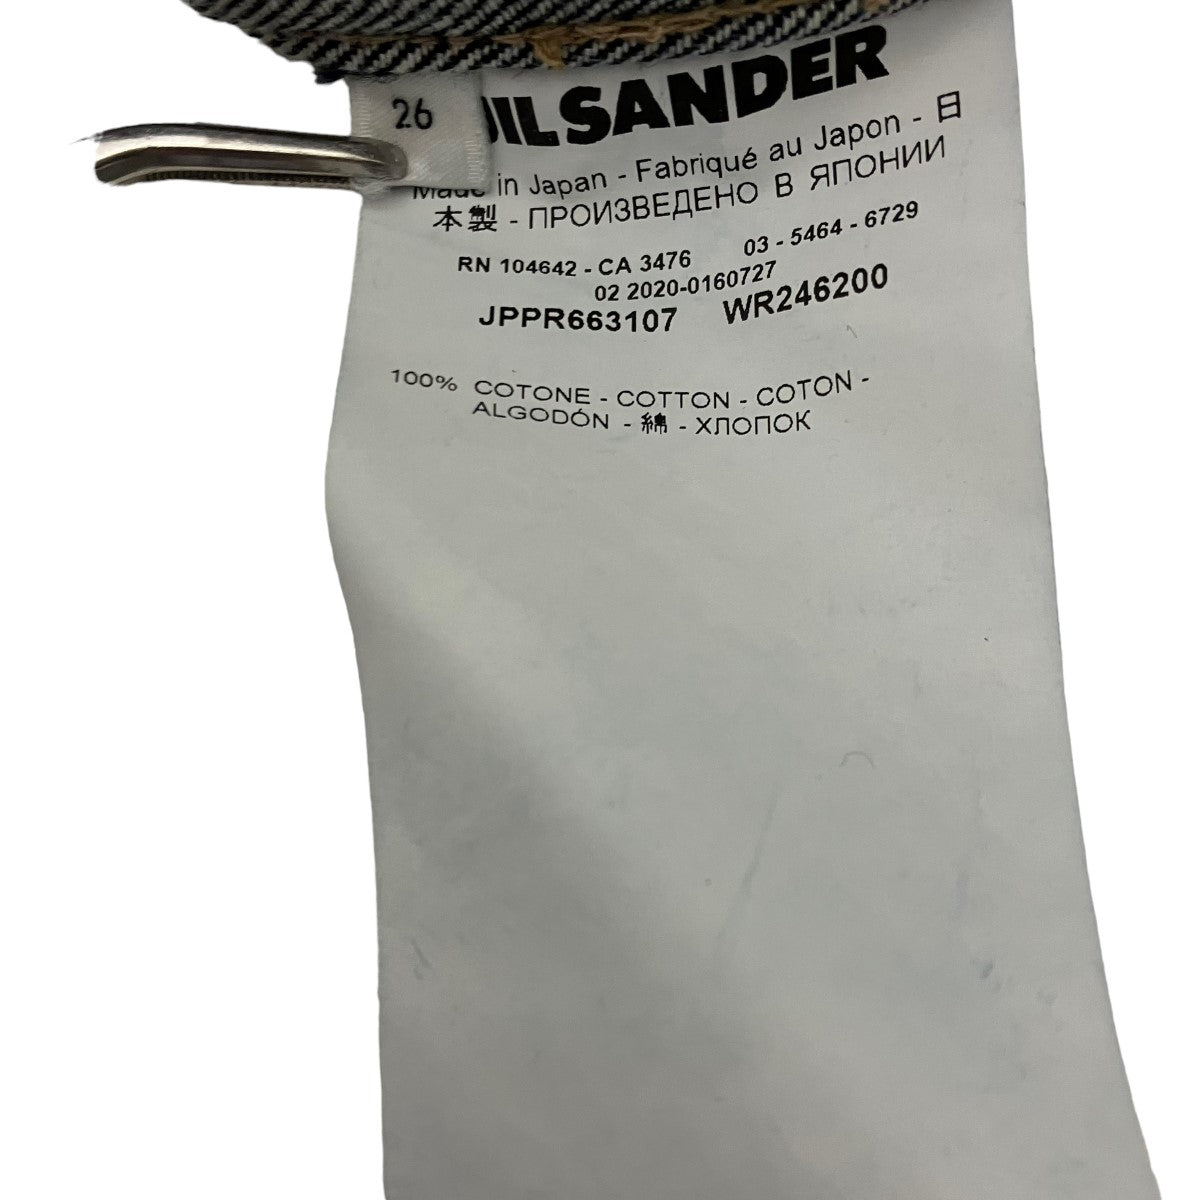 26
JIL SANDER
Made in Japan - Fabriqué au Japon - 日
本製 - ПРОИЗВЕДЕНО В ЯПОНИИ
RN 104642 - CA 3476 03 - 5464 - 6729
02 2020-0160727
JPPR663107 WR246200
100% COTONE - COTTON - COTON -
ALGODÓN - 綿 - ХЛОПОК